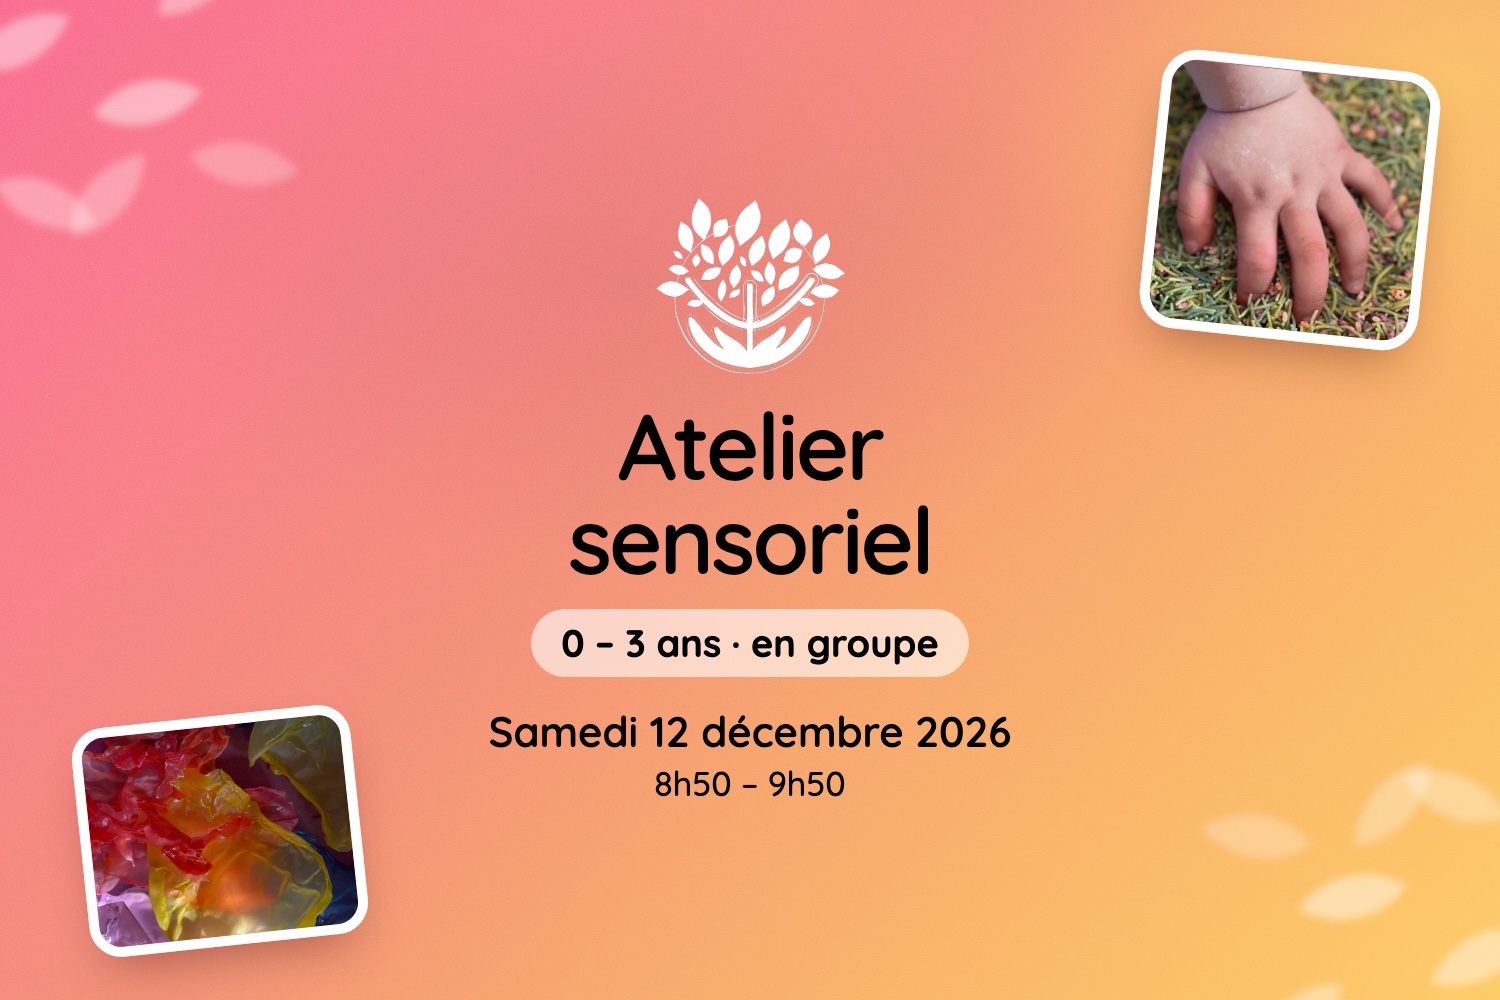 Atelier
sensoriel
0 – 3 ans · en groupe
Samedi 12 décembre 2026
8h50 – 9h50